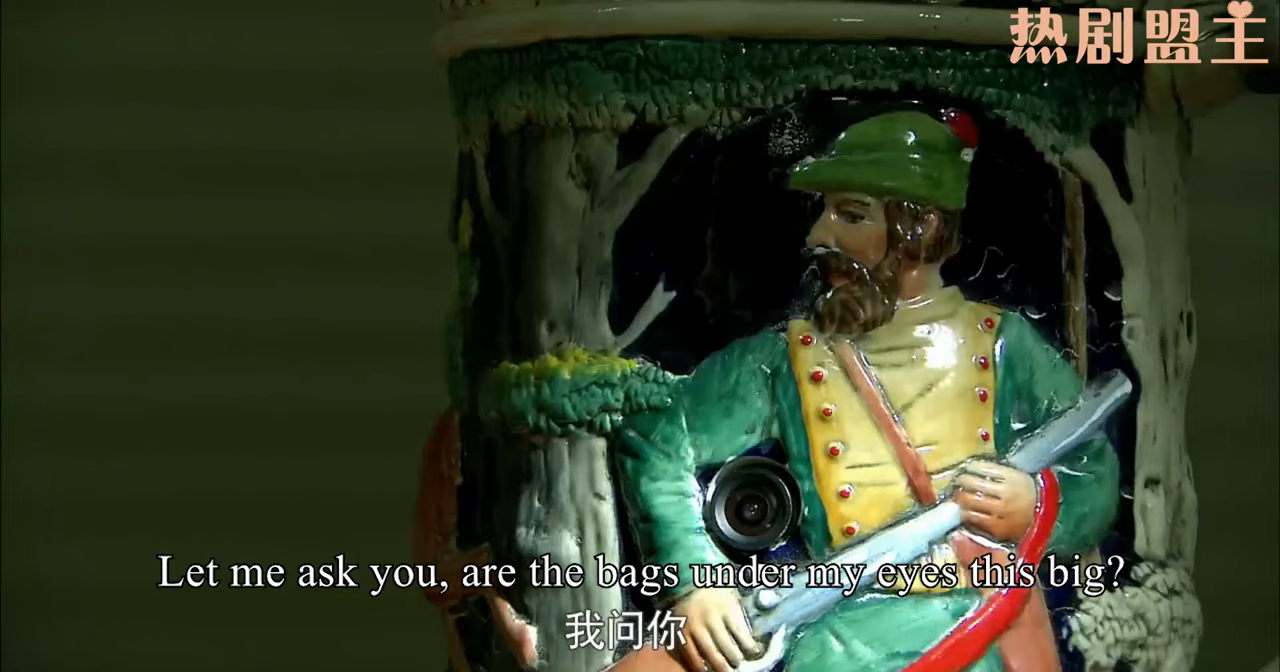 热剧盟主
Let me ask you, are the bags under my eyes this big?
我问你